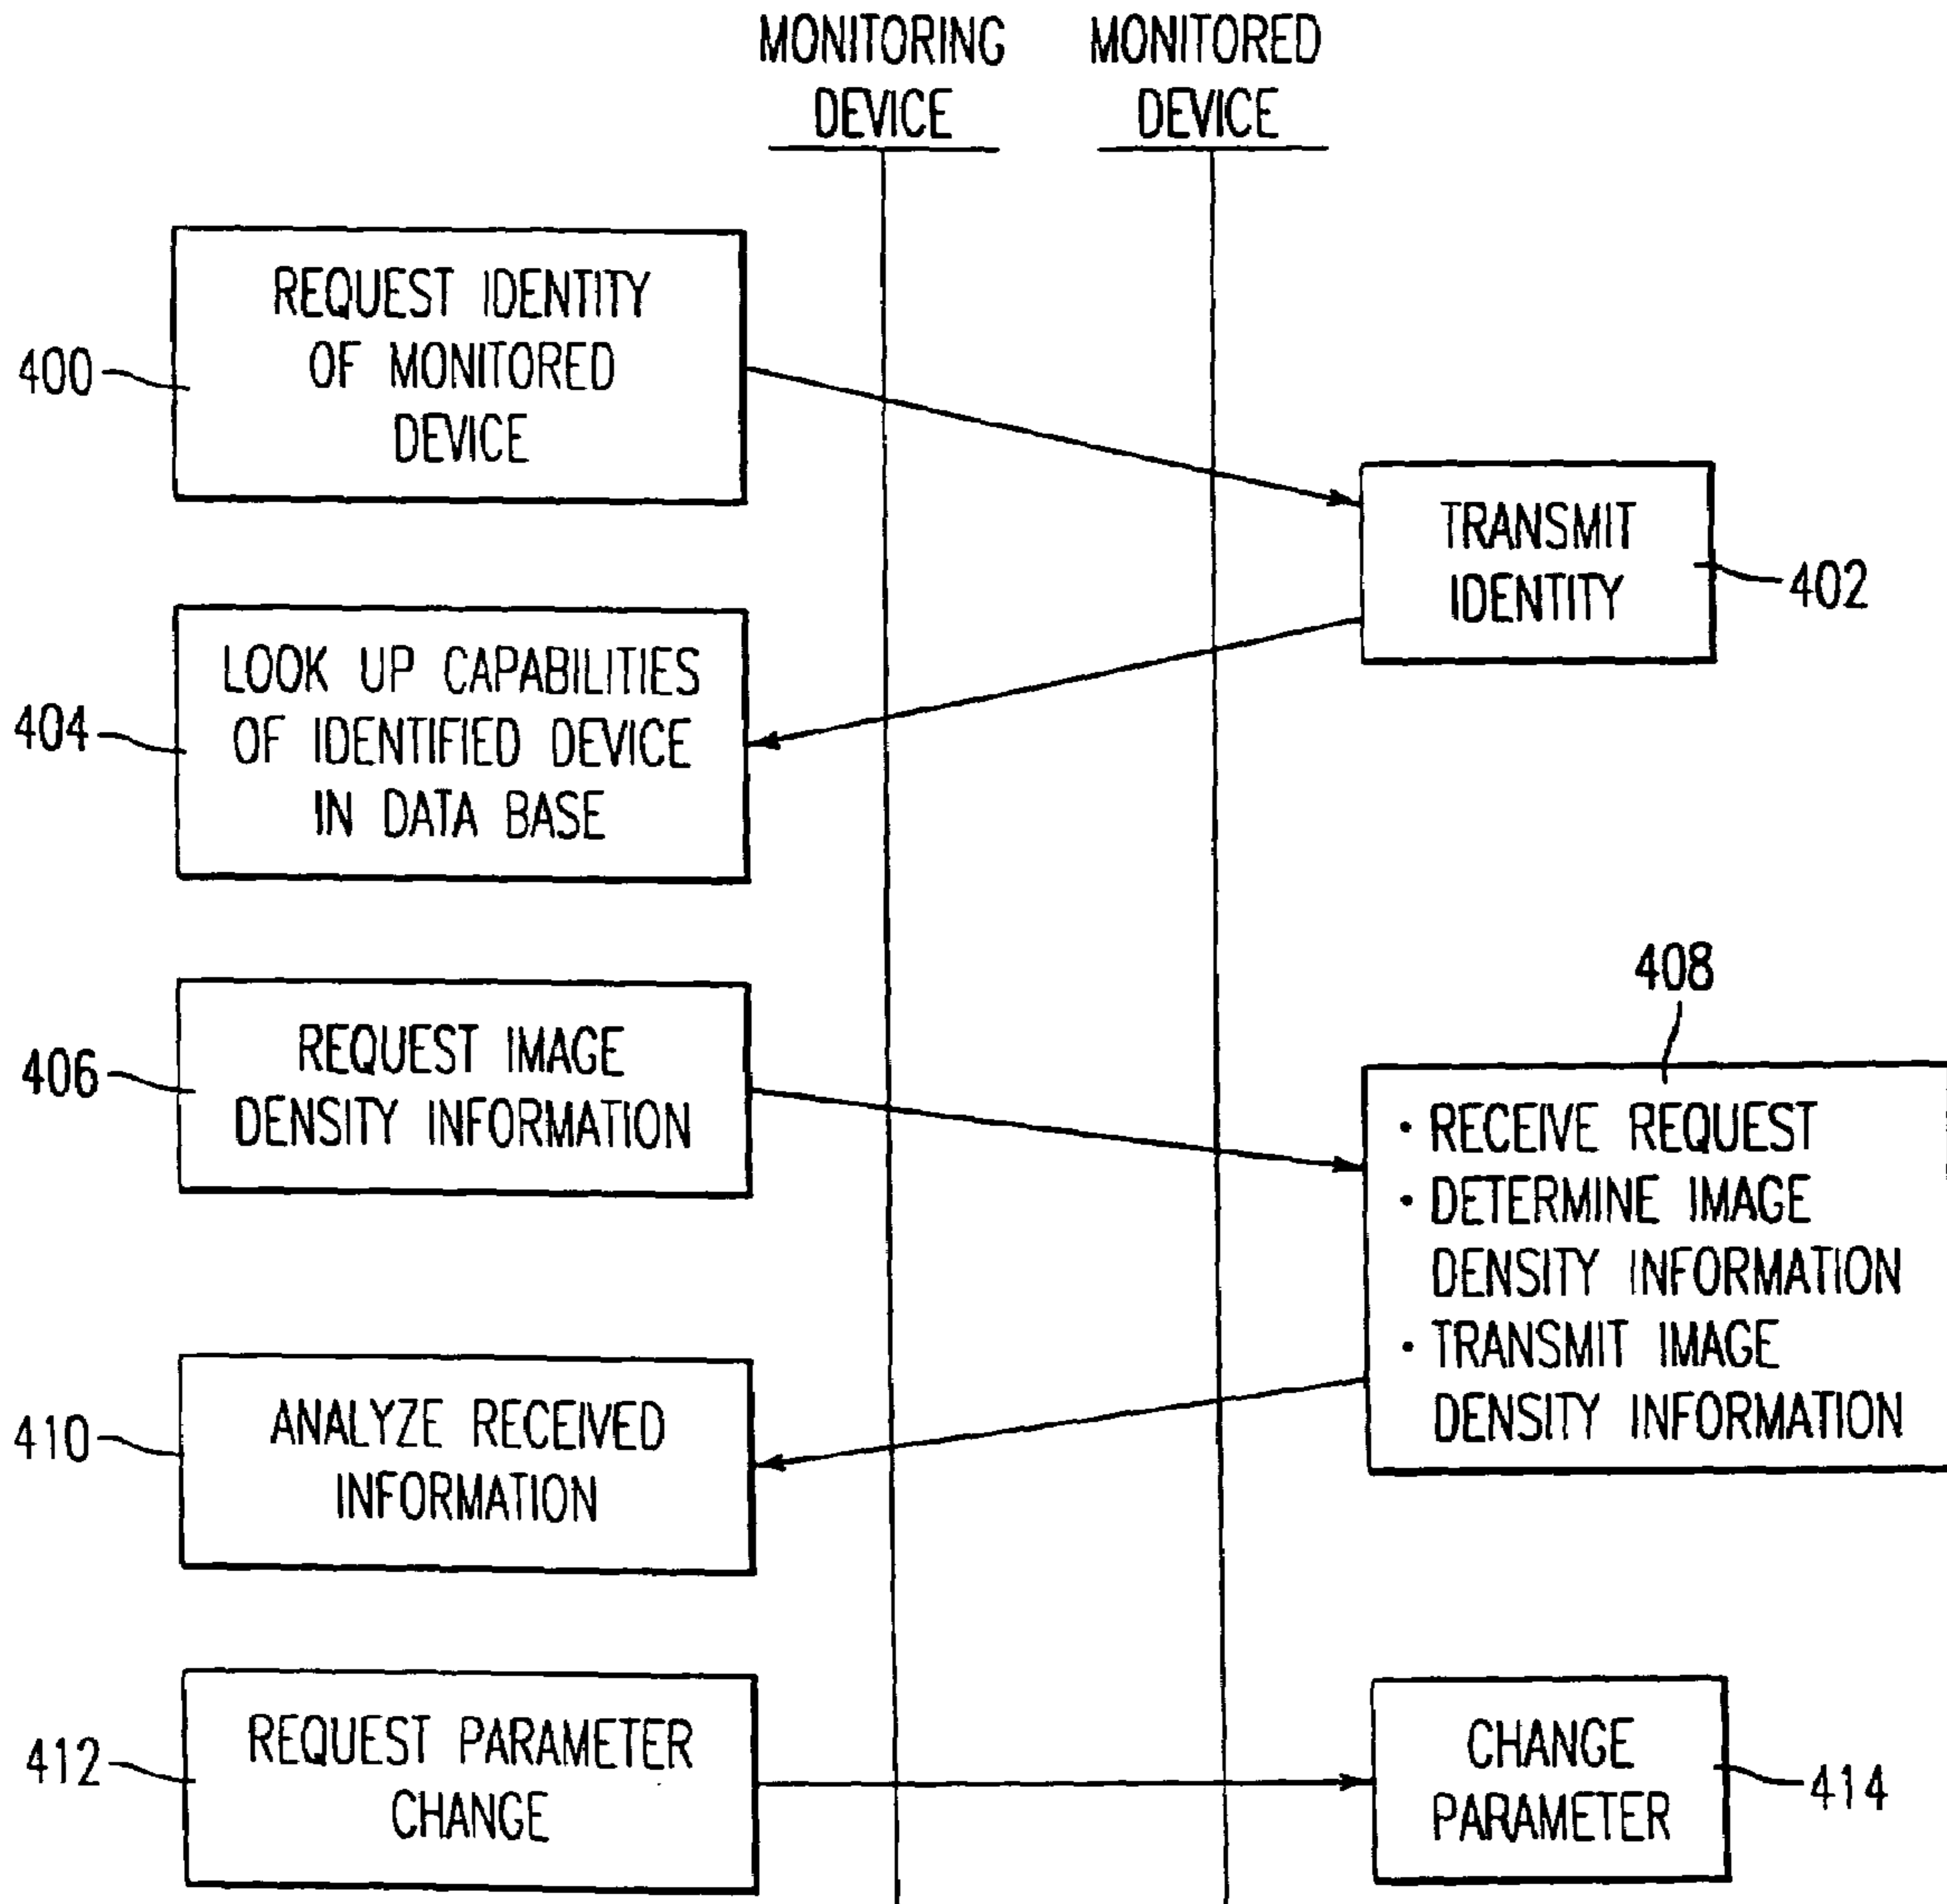 MONITORING
DEVICE
MONITORED
DEVICE
400
REQUEST IDENTITY
OF MONITORED
DEVICE
TRANSMIT
IDENTITY
402
404
LOOK UP CAPABILITIES
OF IDENTIFIED DEVICE
IN DATA BASE
406
REQUEST IMAGE
DENSITY INFORMATION
408
• RECEIVE REQUEST
• DETERMINE IMAGE
DENSITY INFORMATION
• TRANSMIT IMAGE
DENSITY INFORMATION
410
ANALYZE RECEIVED
INFORMATION
412
REQUEST PARAMETER
CHANGE
CHANGE
PARAMETER
414